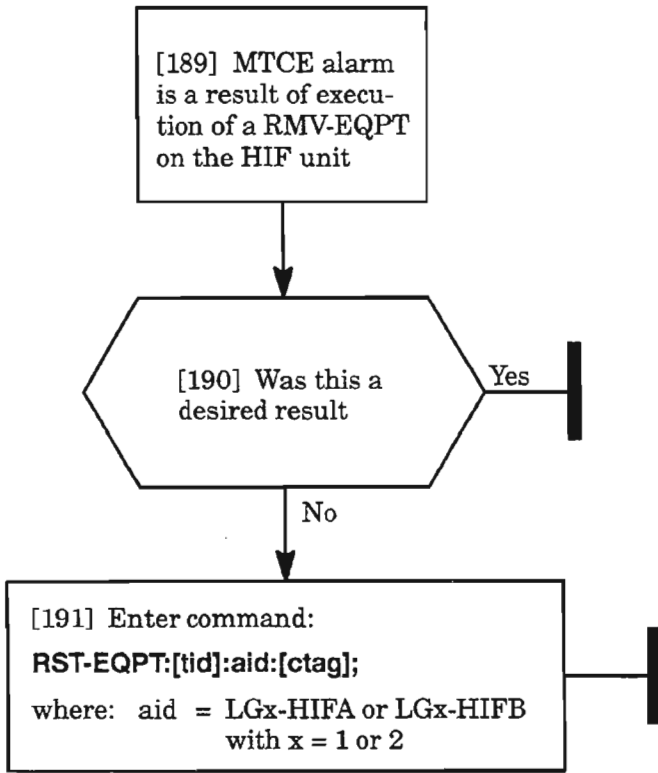 [189] MTCE alarm
is a result of execu-
tion of a RMV-EQPT
on the HIF unit
[190] Was this a
desired result
Yes
No
[191] Enter command:
RST-EQPT:[tid]:aid:[ctag];
where: aid = LGx-HIFA or LGx-HIFB
with x = 1 or 2